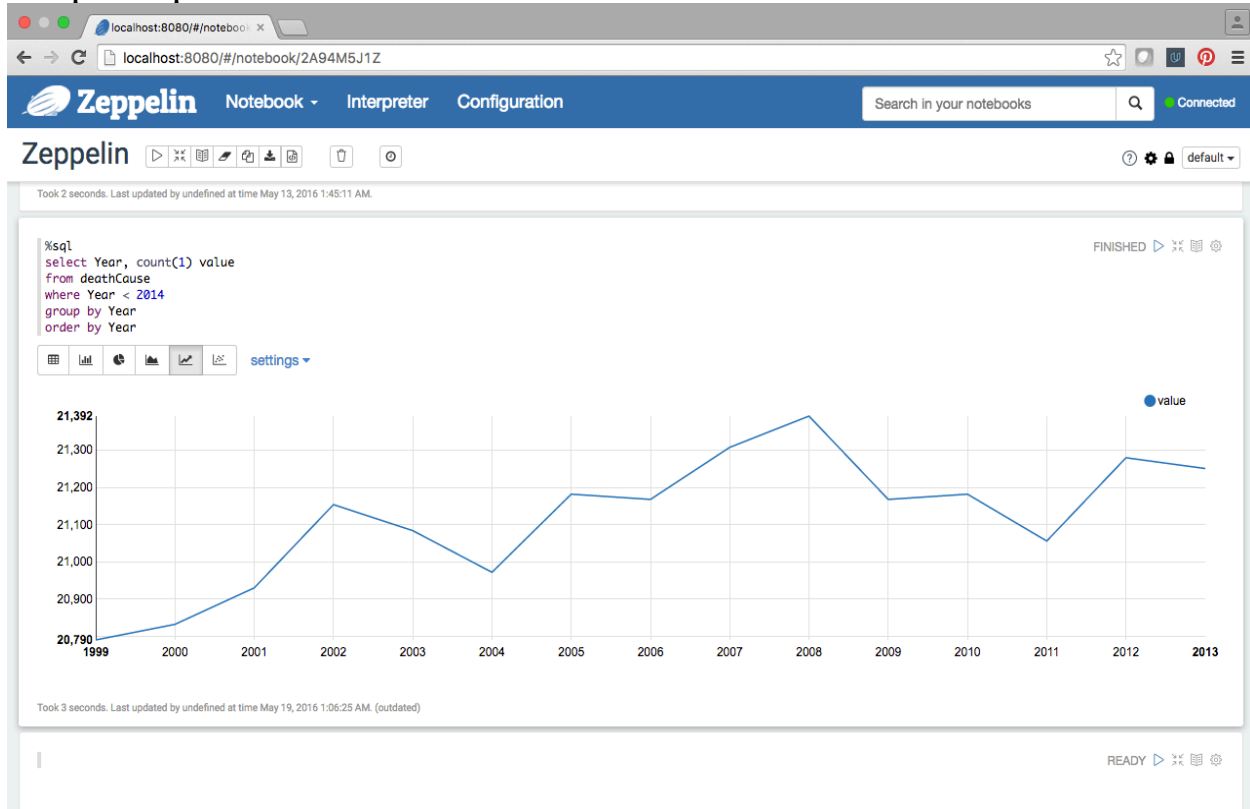 localhost:8080/#/noteboo
localhost:8080/#/notebook/2A94M5J1Z
Zeppelin Notebook Interpreter Configuration Search in your notebooks Connected
Zeppelin default
Took 2 seconds. Last updated by undefined at time May 13, 2016 1:45:11 AM.
%sql FINISHED
select Year, count(1) value
from deathCause
where Year < 2014
group by Year
order by Year
settings
value
21,392
21,300
21,200
21,100
21,000
20,900
20,790
1999 2000 2001 2002 2003 2004 2005 2006 2007 2008 2009 2010 2011 2012 2013
Took 3 seconds. Last updated by undefined at time May 19, 2016 1:06:25 AM. (outdated)
READY